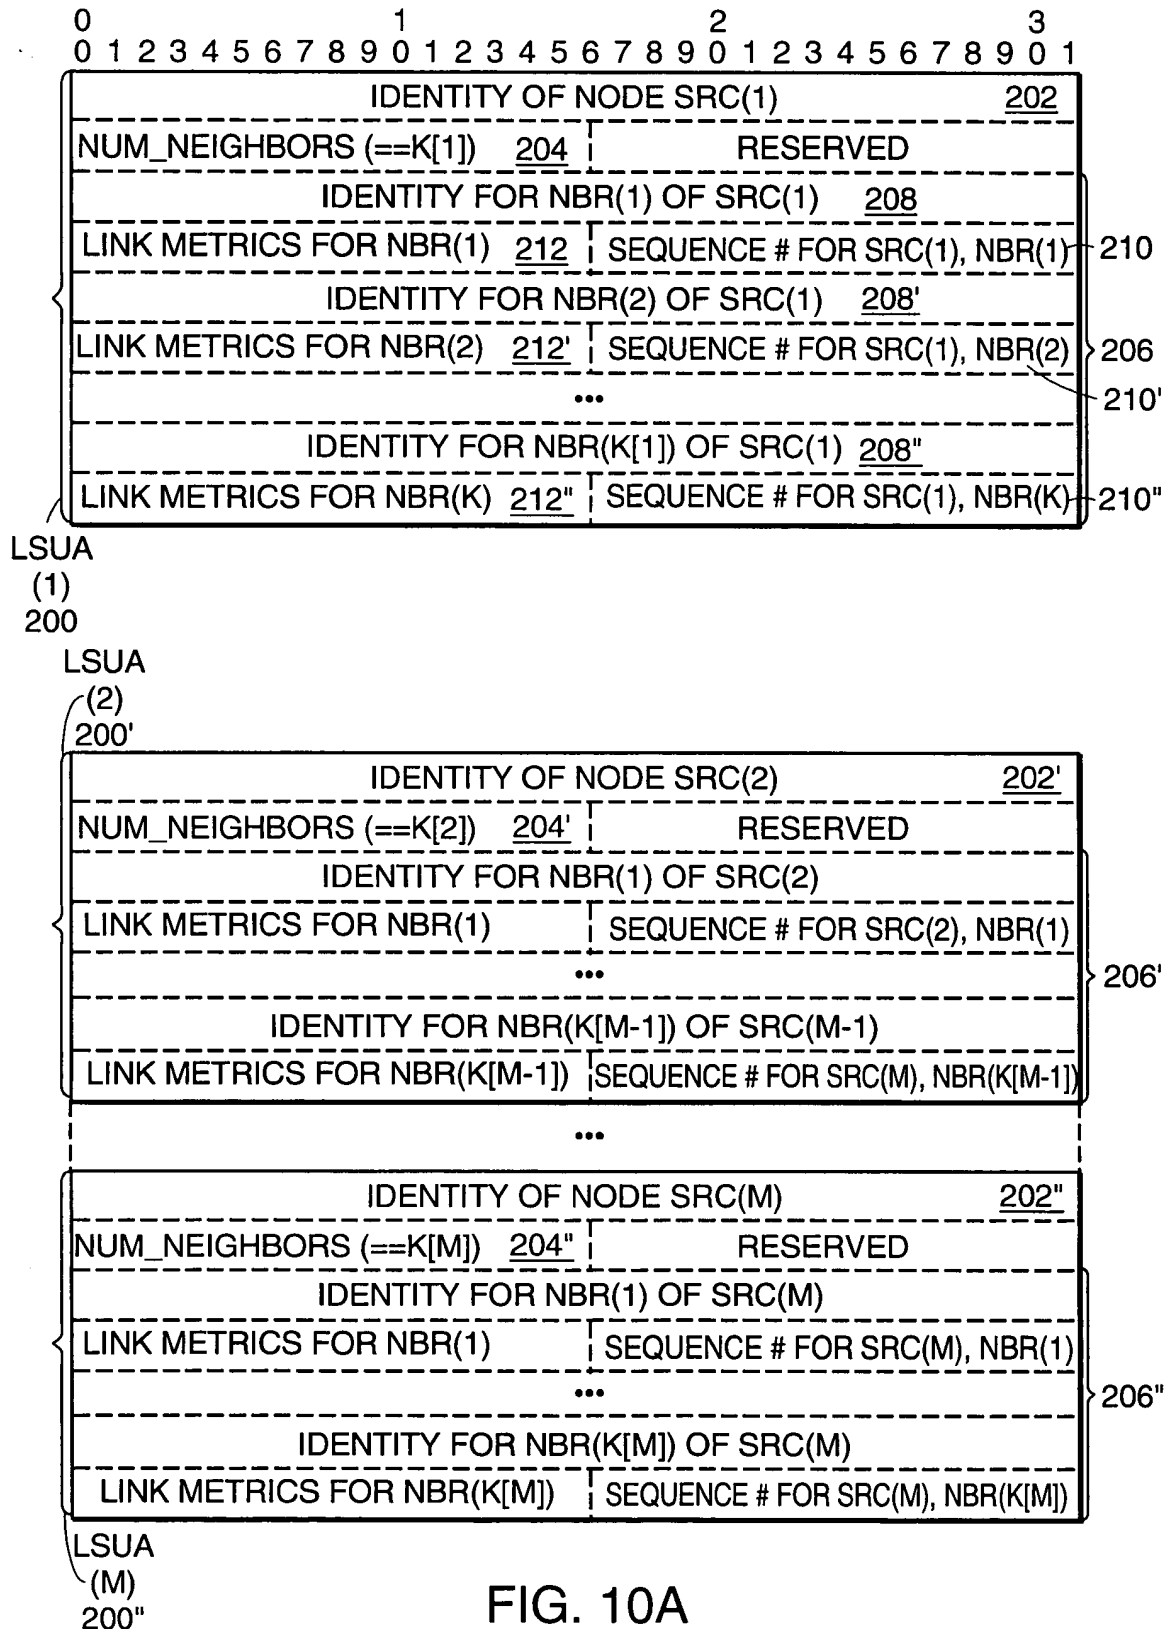 0 1 2 3
0 1 2 3 4 5 6 7 8 9 0 1 2 3 4 5 6 7 8 9 0 1 2 3 4 5 6 7 8 9 0 1
IDENTITY OF NODE SRC(1) 202
NUM_NEIGHBORS (==K[1]) 204 RESERVED
IDENTITY FOR NBR(1) OF SRC(1) 208
LINK METRICS FOR NBR(1) 212 SEQUENCE # FOR SRC(1), NBR(1) 210
IDENTITY FOR NBR(2) OF SRC(1) 208'
LINK METRICS FOR NBR(2) 212' SEQUENCE # FOR SRC(1), NBR(2) 206
••• 210'
IDENTITY FOR NBR(K[1]) OF SRC(1) 208"
LINK METRICS FOR NBR(K) 212" SEQUENCE # FOR SRC(1), NBR(K) 210"
LSUA
(1)
200
LSUA
(2)
200'
IDENTITY OF NODE SRC(2) 202'
NUM_NEIGHBORS (==K[2]) 204' RESERVED
IDENTITY FOR NBR(1) OF SRC(2)
LINK METRICS FOR NBR(1) SEQUENCE # FOR SRC(2), NBR(1)
••• 206'
IDENTITY FOR NBR(K[M-1]) OF SRC(M-1)
LINK METRICS FOR NBR(K[M-1]) SEQUENCE # FOR SRC(M), NBR(K[M-1])
•••
IDENTITY OF NODE SRC(M) 202"
NUM_NEIGHBORS (==K[M]) 204" RESERVED
IDENTITY FOR NBR(1) OF SRC(M)
LINK METRICS FOR NBR(1) SEQUENCE # FOR SRC(M), NBR(1)
••• 206"
IDENTITY FOR NBR(K[M]) OF SRC(M)
LINK METRICS FOR NBR(K[M]) SEQUENCE # FOR SRC(M), NBR(K[M])
LSUA
(M)
200"
FIG. 10A